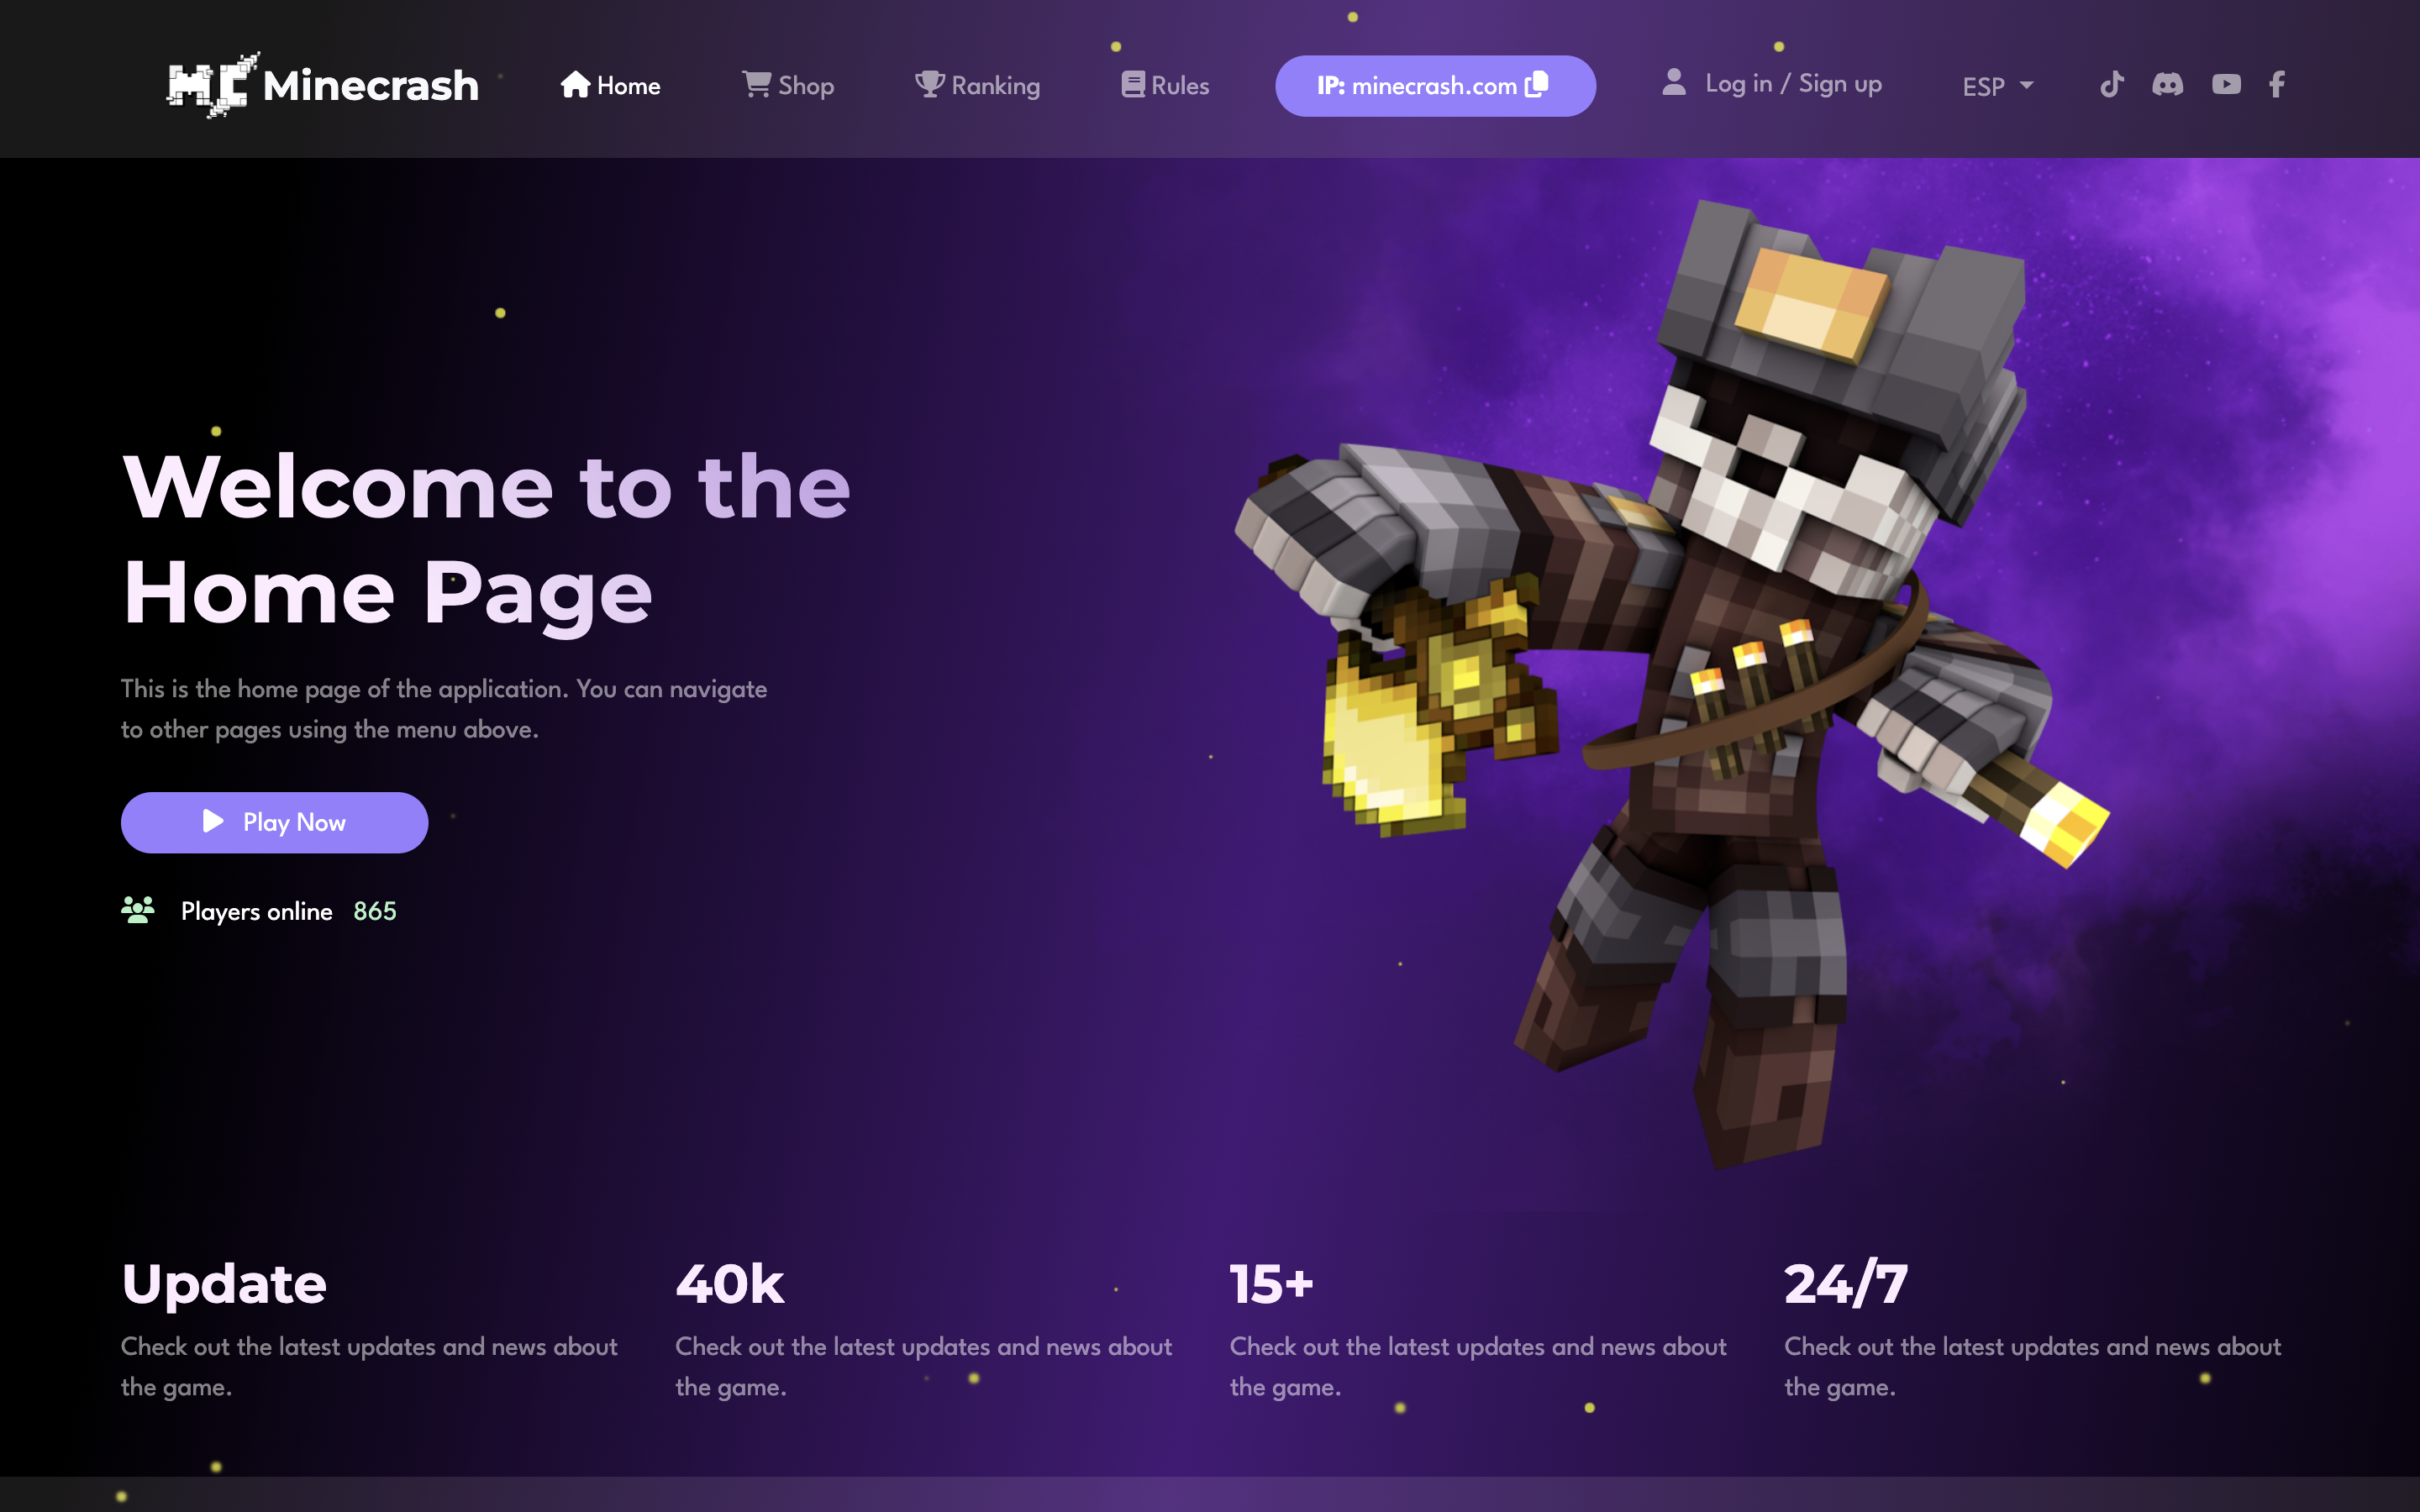 MC Minecrash Home Shop Ranking Rules IP: minecrash.com Log in / Sign up ESP
Welcome to the
Home Page
This is the home page of the application. You can navigate
to other pages using the menu above.
Play Now
Players online 865
Update
Check out the latest updates and news about
the game.
40k
Check out the latest updates and news about
the game.
15+
Check out the latest updates and news about
the game.
24/7
Check out the latest updates and news about
the game.